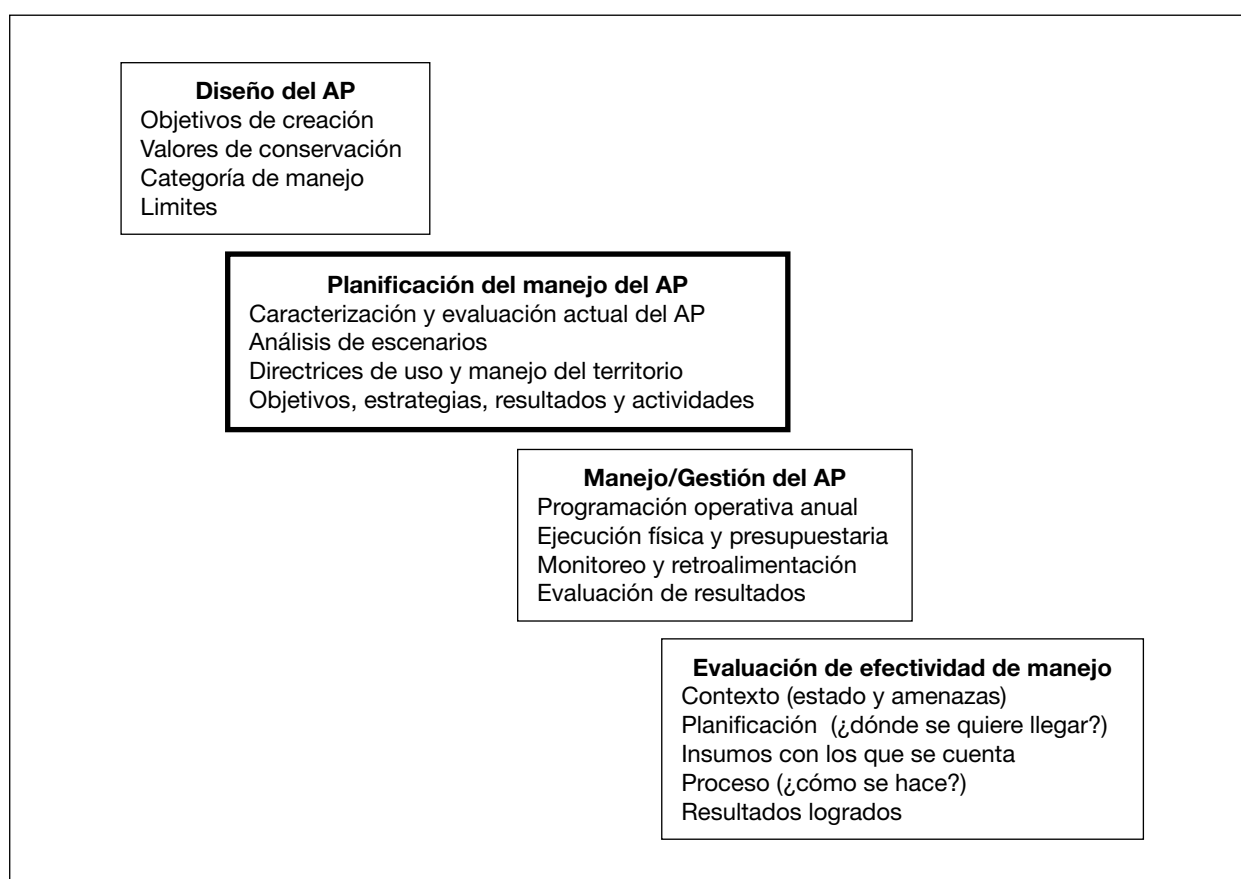 Diseño del AP
Objetivos de creación
Valores de conservación
Categoría de manejo
Limites
Planificación del manejo del AP
Caracterización y evaluación actual del AP
Análisis de escenarios
Directrices de uso y manejo del territorio
Objetivos, estrategias, resultados y actividades
Manejo/Gestión del AP
Programación operativa anual
Ejecución física y presupuestaria
Monitoreo y retroalimentación
Evaluación de resultados
Evaluación de efectividad de manejo
Contexto (estado y amenazas)
Planificación (¿dónde se quiere llegar?)
Insumos con los que se cuenta
Proceso (¿cómo se hace?)
Resultados logrados